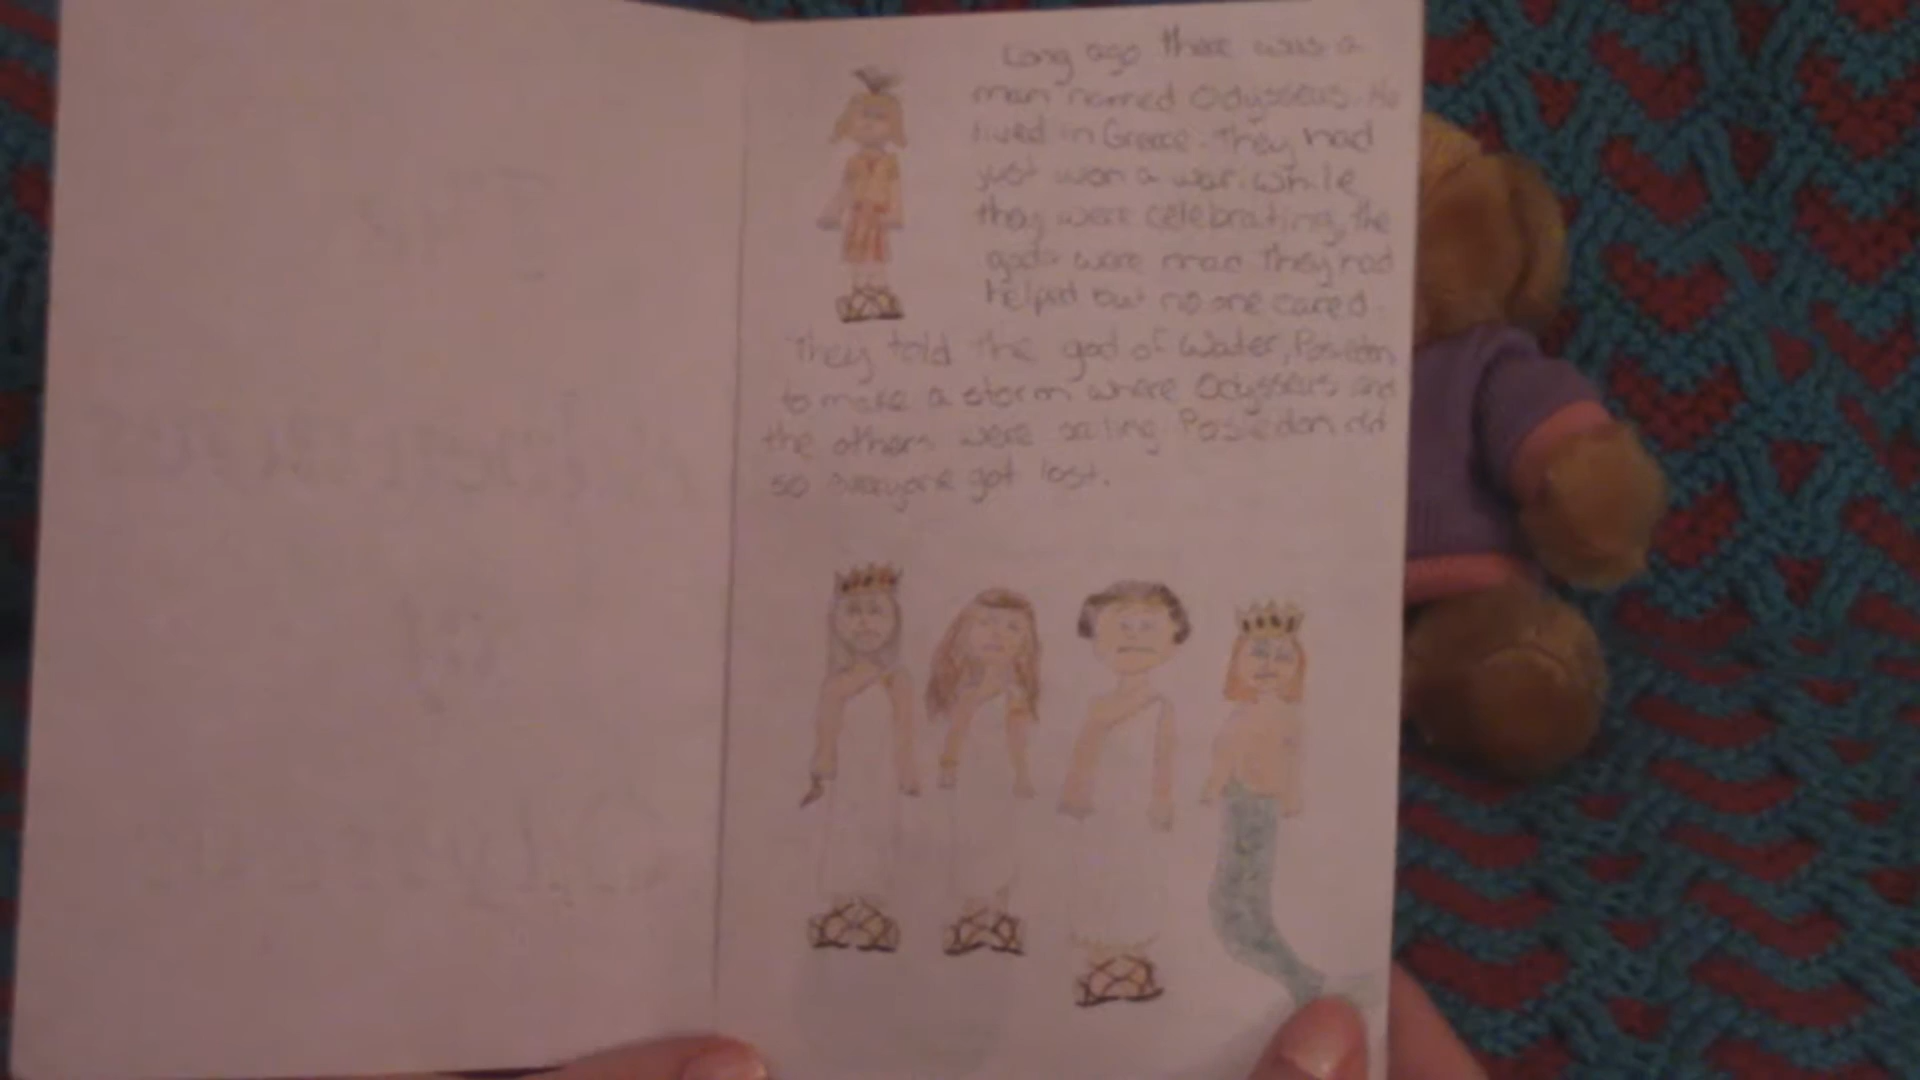 Long ago there was a
man named Odysseus. He
lived in Greece. They had
just won a war. While
they were celebrating, the
gods were mad. They had
helped but no one cared.
They told the god of Water, Posiedon
to make a storm where Odysseus and
the others were sailing Posiedon did
so everyone got lost.